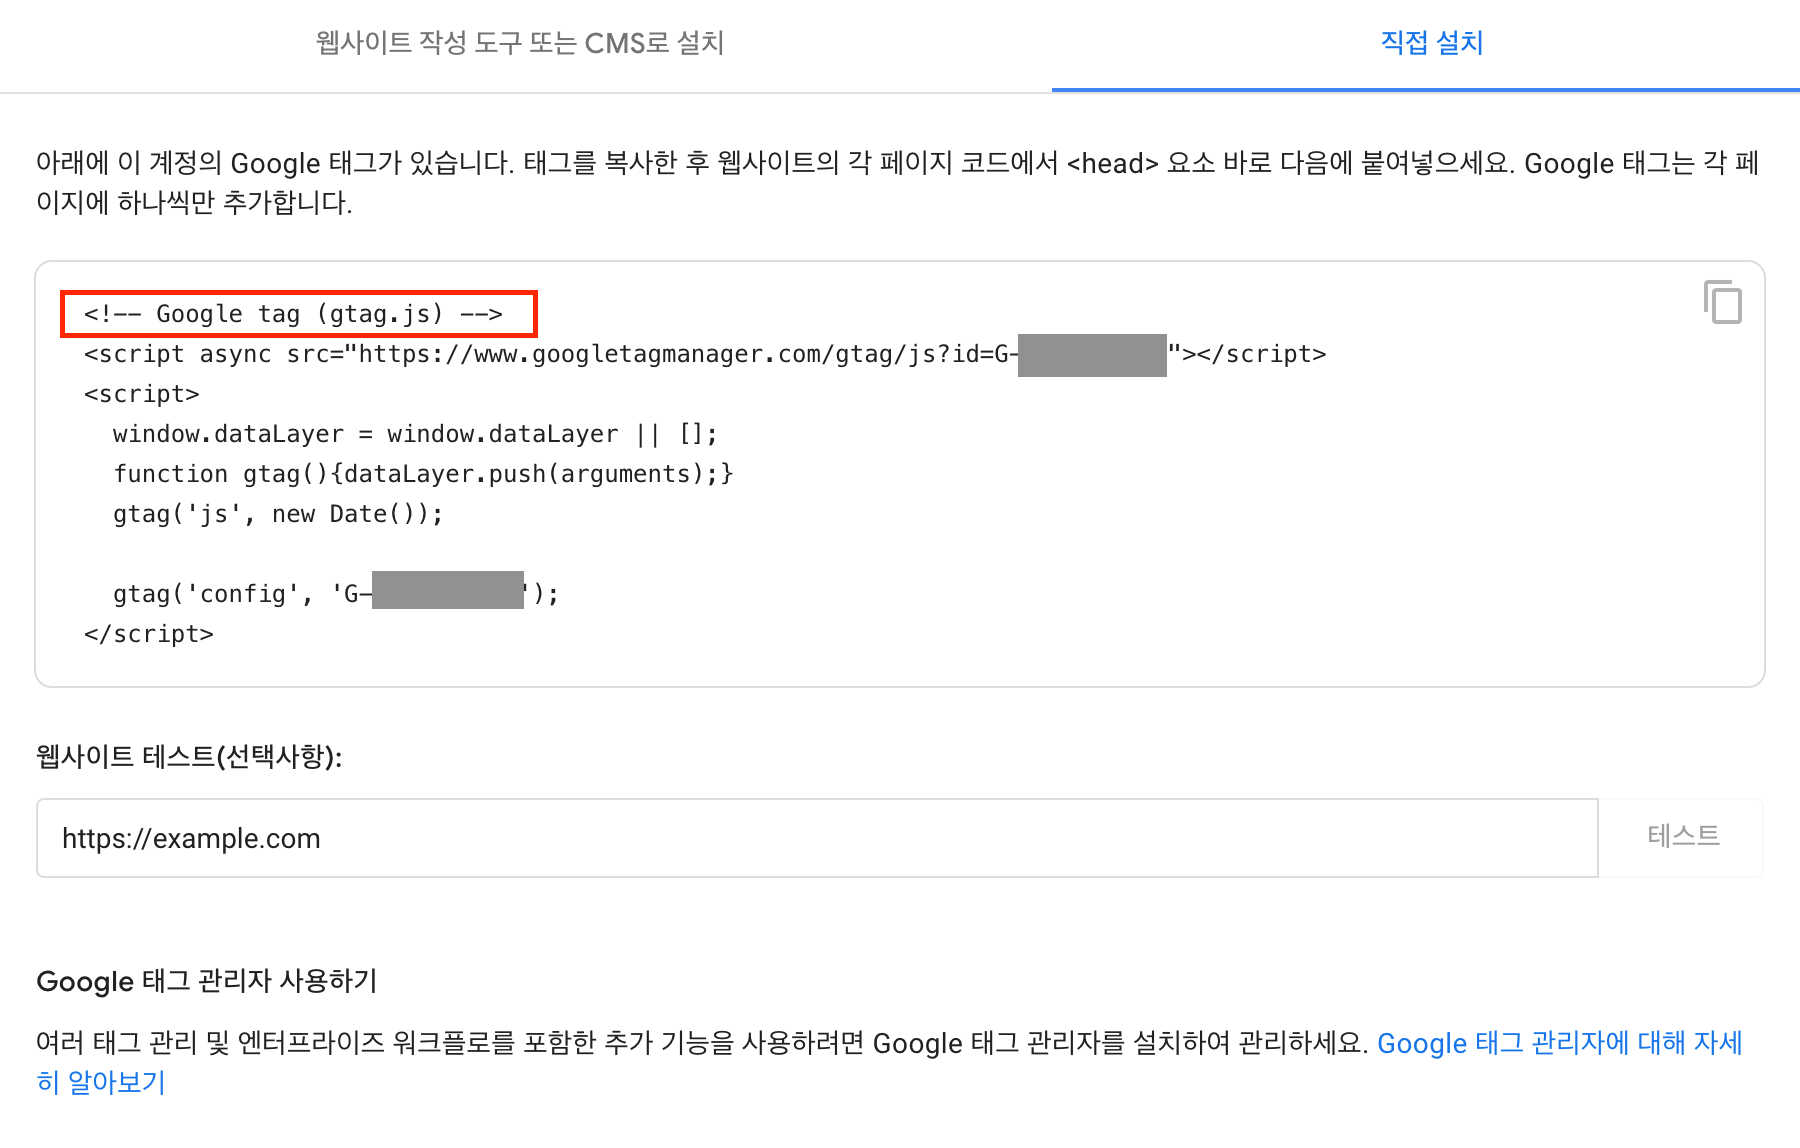 웹사이트 작성 도구 또는 CMS로 설치
직접 설치
아래에 이 계정의 Google 태그가 있습니다. 태그를 복사한 후 웹사이트의 각 페이지 코드에서 <head> 요소 바로 다음에 붙여넣으세요. Google 태그는 각 페
이지에 하나씩만 추가합니다.
<!-- Google tag (gtag.js) -->
<script async src="https://www.googletagmanager.com/gtag/js?id=G-"></script>
<script>
  window.dataLayer = window.dataLayer || [];
  function gtag(){dataLayer.push(arguments);}
  gtag('js', new Date());
  gtag('config', 'G-');
</script>
웹사이트 테스트(선택사항):
https://example.com
테스트
Google 태그 관리자 사용하기
여러 태그 관리 및 엔터프라이즈 워크플로를 포함한 추가 기능을 사용하려면 Google 태그 관리자를 설치하여 관리하세요. Google 태그 관리자에 대해 자세
히 알아보기